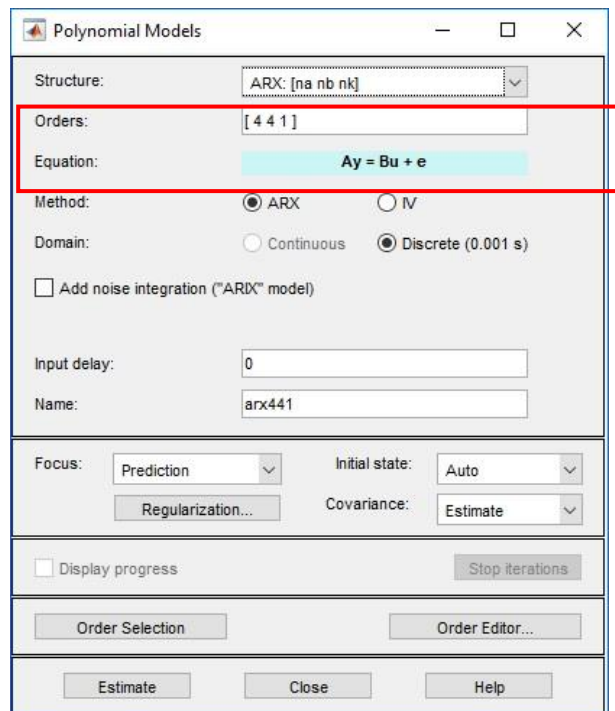 Polynomial Models
Structure: ARX: [na nb nk]
Orders: [ 4 4 1 ]
Equation: Ay = Bu + e
Method: ARX IV
Domain: Continuous Discrete (0.001 s)
Add noise integration ("ARIX" model)
Input delay: 0
Name: arx441
Focus: Prediction Initial state: Auto
Regularization... Covariance: Estimate
Display progress Stop iterations
Order Selection Order Editor...
Estimate Close Help